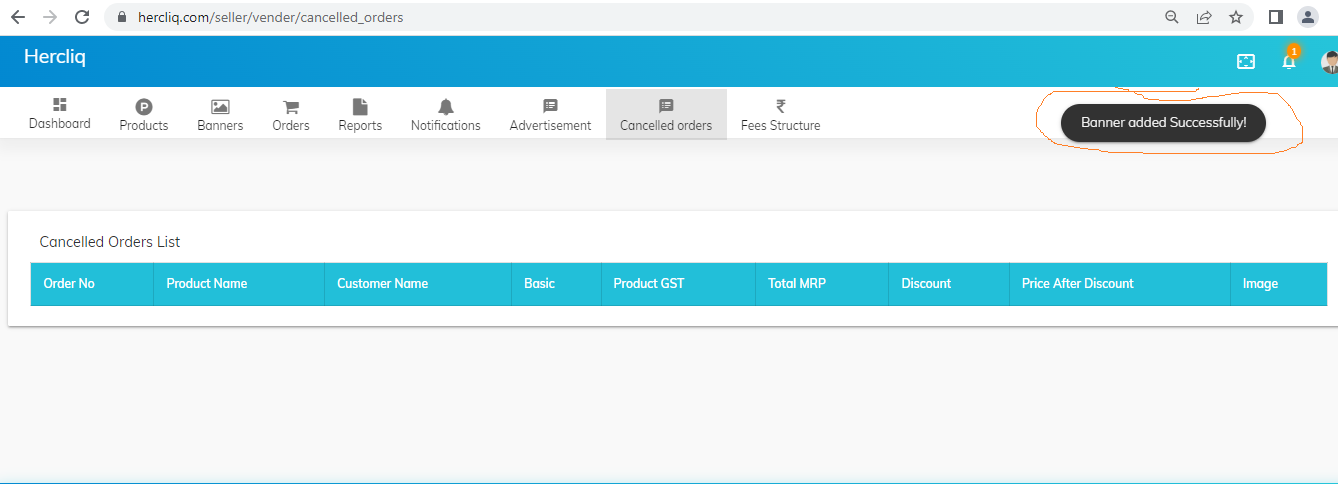 hercliq.com/seller/vender/cancelled_orders
Hercliq
1
Dashboard
Products
Banners
Orders
Reports
Notifications
Advertisement
Cancelled orders
Fees Structure
Banner added Successfully!
Cancelled Orders List
Order No
Product Name
Customer Name
Basic
Product GST
Total MRP
Discount
Price After Discount
Image